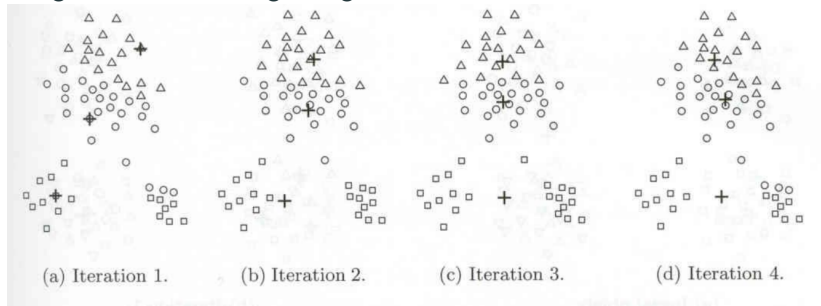 (a) Iteration 1.
(b) Iteration 2.
(c) Iteration 3.
(d) Iteration 4.